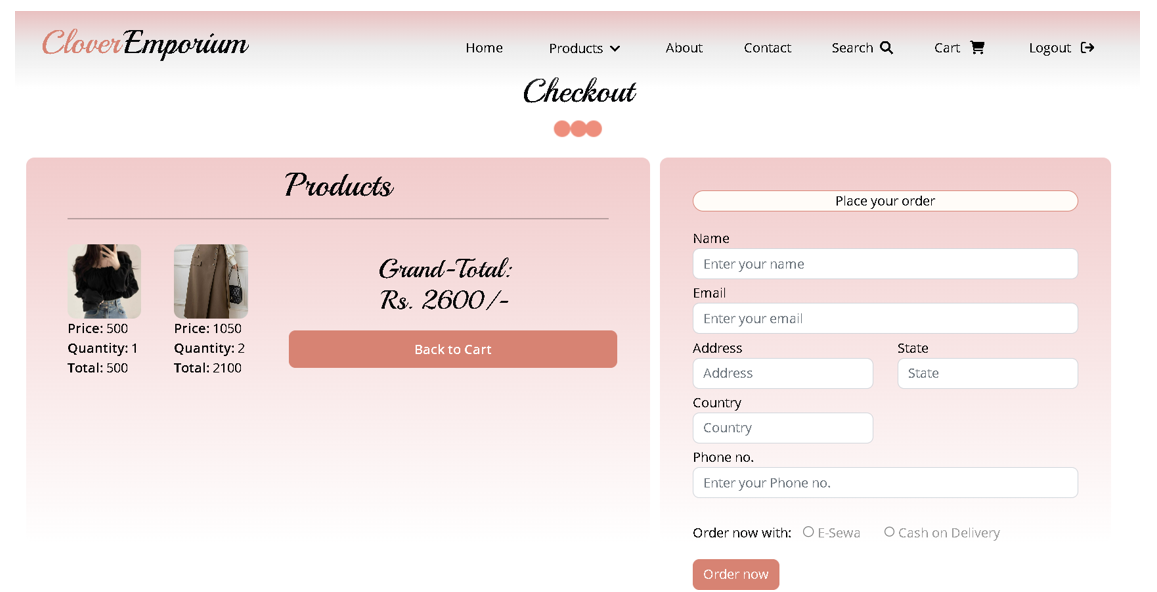 CloverEmporium
Home Products About Contact Search Cart Logout
Checkout
Products
Price: 500
Quantity: 1
Total: 500
Price: 1050
Quantity: 2
Total: 2100
Grand-Total:
Rs. 2600/-
Back to Cart
Place your order
Name
Enter your name
Email
Enter your email
Address State
Address State
Country
Country
Phone no.
Enter your Phone no.
Order now with: E-Sewa Cash on Delivery
Order now